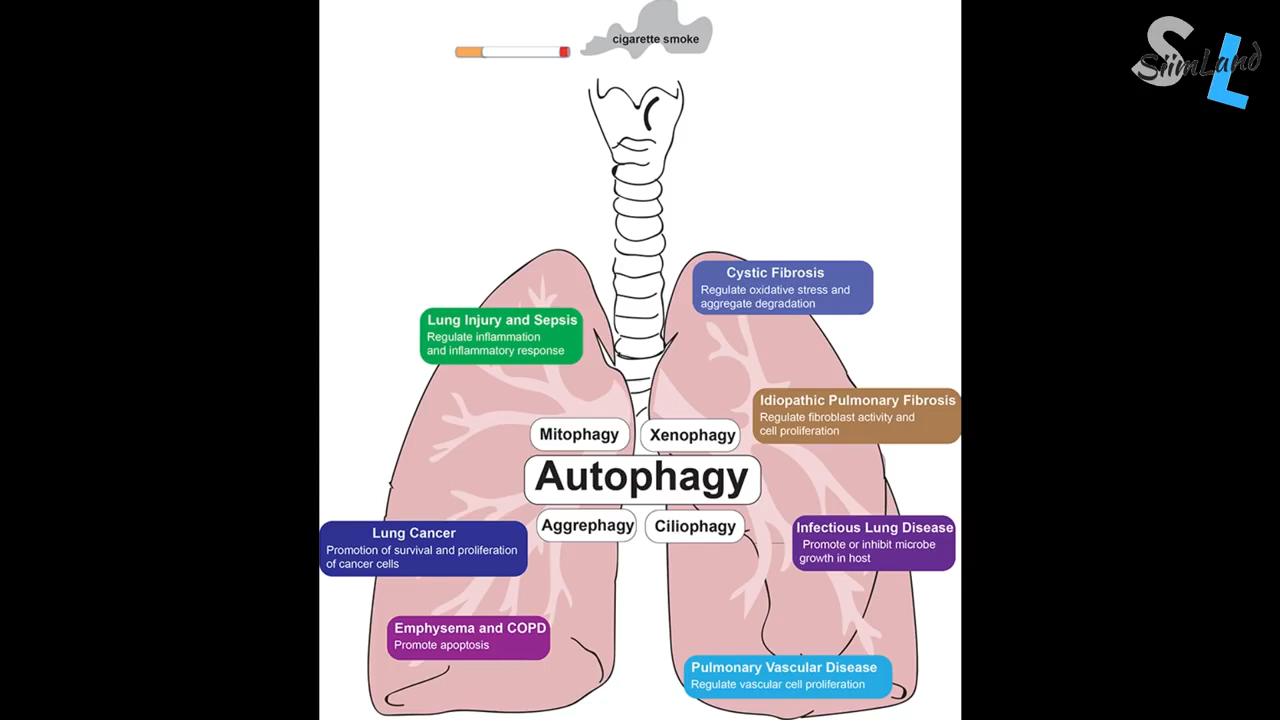 cigarette smoke
SL
SiimLand
Cystic Fibrosis
Regulate oxidative stress and
aggregate degradation
Lung Injury and Sepsis
Regulate inflammation
and inflammatory response
Idiopathic Pulmonary Fibrosis
Regulate fibroblast activity and
cell proliferation
Mitophagy
Xenophagy
Autophagy
Aggrephagy
Ciliophagy
Lung Cancer
Promotion of survival and proliferation
of cancer cells
Infectious Lung Disease
Promote or inhibit microbe
growth in host
Emphysema and COPD
Promote apoptosis
Pulmonary Vascular Disease
Regulate vascular cell proliferation